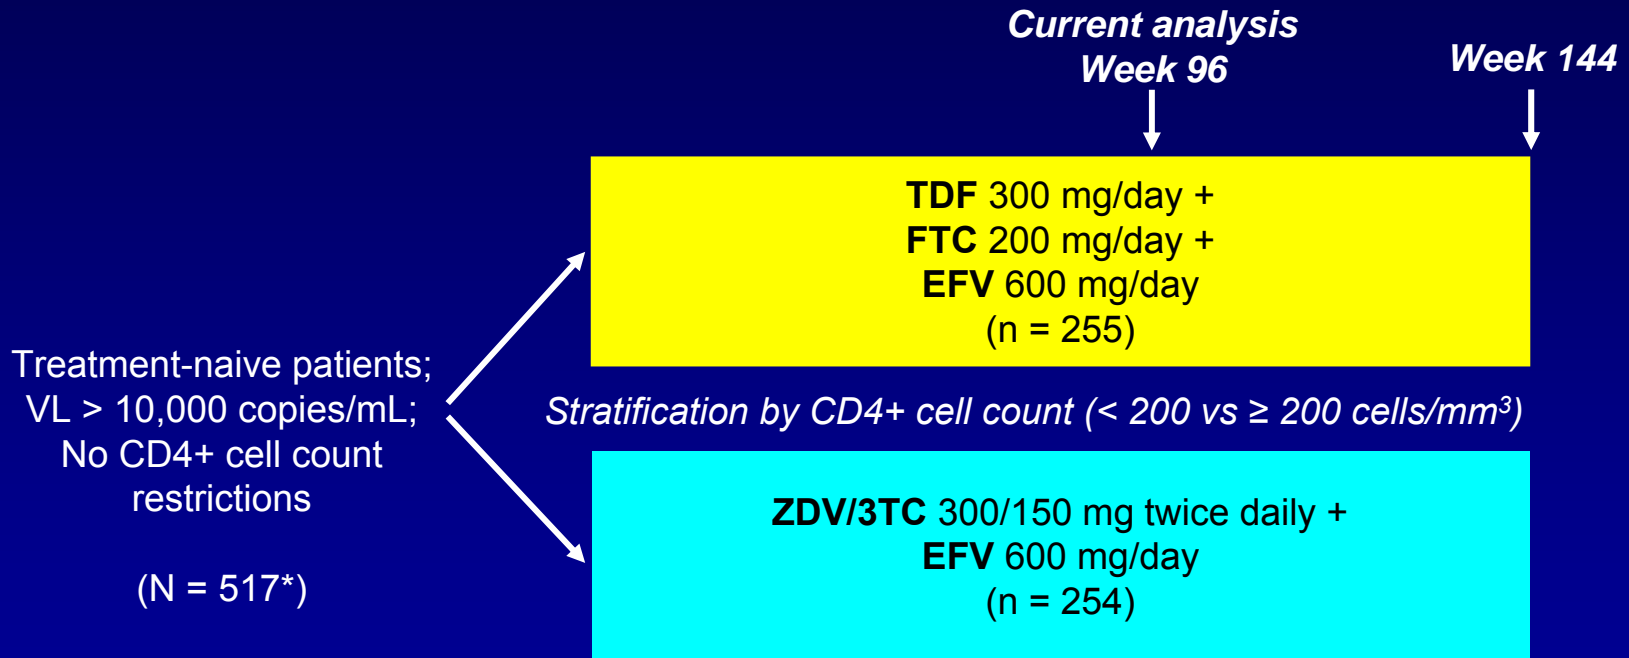 Current analysis
Week 96
Week 144
TDF 300 mg/day +
FTC 200 mg/day +
EFV 600 mg/day
(n = 255)
Treatment-naive patients;
VL > 10,000 copies/mL;
No CD4+ cell count
restrictions
(N = 517*)
Stratification by CD4+ cell count (< 200 vs ≥ 200 cells/mm³)
ZDV/3TC 300/150 mg twice daily +
EFV 600 mg/day
(n = 254)